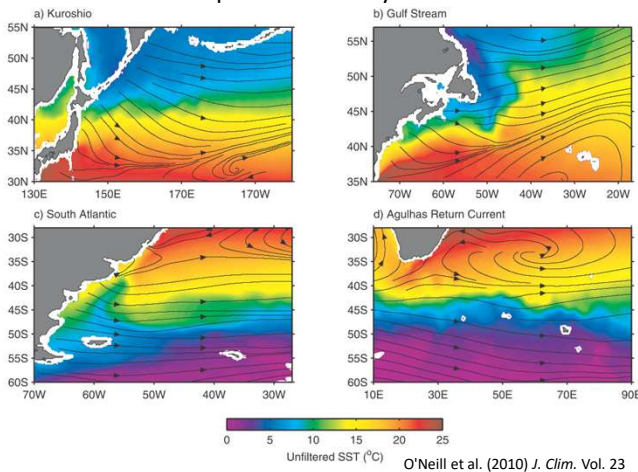 a) Kuroshio
55N
50N
45N
40N
35N
30N
130E 150E 170E 170W
b) Gulf Stream
55N
50N
45N
40N
35N
70W 60W 50W 40W 30W 20W
c) South Atlantic
30S
35S
40S
45S
50S
55S
60S
70W 60W 50W 40W 30W
d) Agulhas Return Current
30S
35S
40S
45S
50S
55S
60S
10E 30E 50E 70E 90E
0 5 10 15 20 25
Unfiltered SST (°C)
O'Neill et al. (2010) J. Clim. Vol. 23